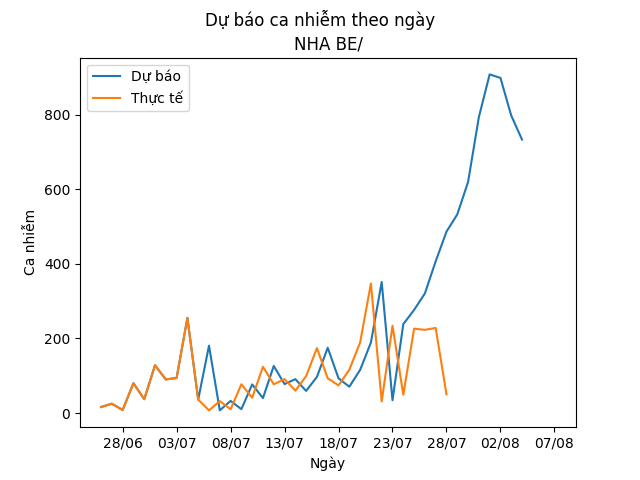 Dự báo ca nhiễm theo ngày
NHA BE/
Dự báo
Thực tế
Ca nhiễm
800
600
400
200
0
28/06 03/07 08/07 13/07 18/07 23/07 28/07 02/08 07/08
Ngày